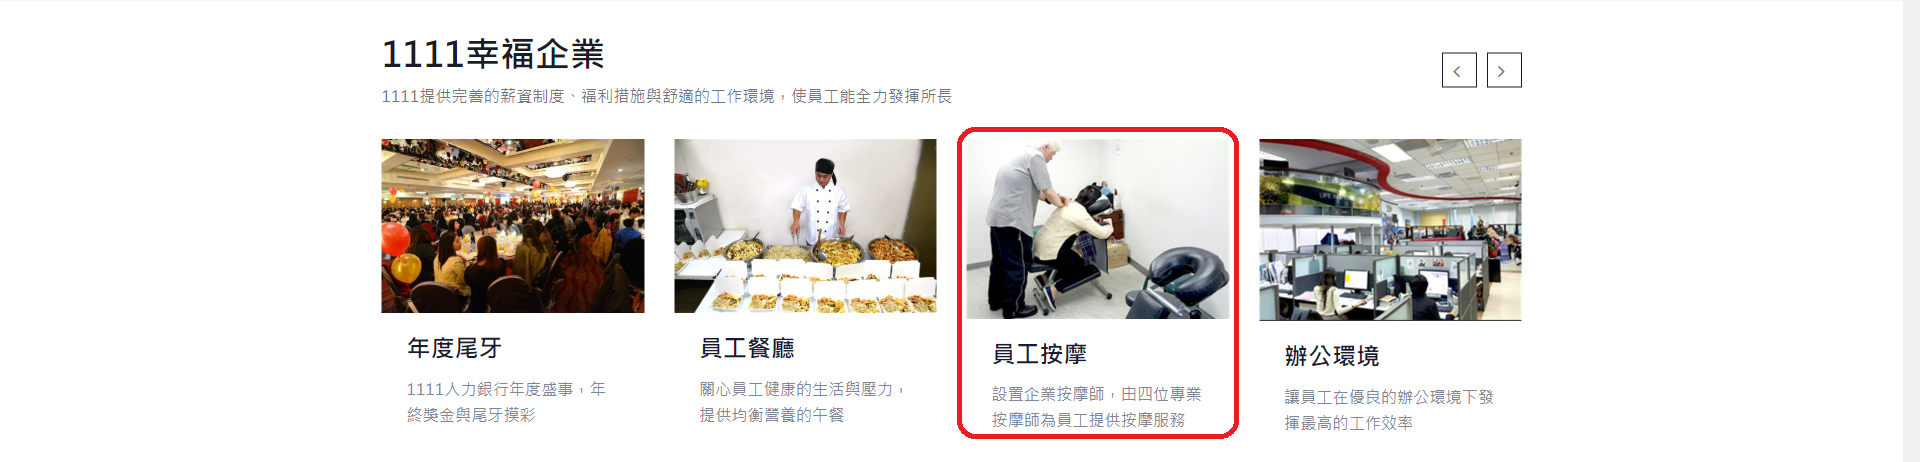 1111幸福企業
1111提供完善的薪資制度、福利措施與舒適的工作環境，使員工能全力發揮所長
年度尾牙
1111人力銀行年度盛事，年
終獎金與尾牙摸彩
員工餐廳
關心員工健康的生活與壓力，
提供均衡營養的午餐
員工按摩
設置企業按摩師，由四位專業
按摩師為員工提供按摩服務
辦公環境
讓員工在優良的辦公環境下發
揮最高的工作效率